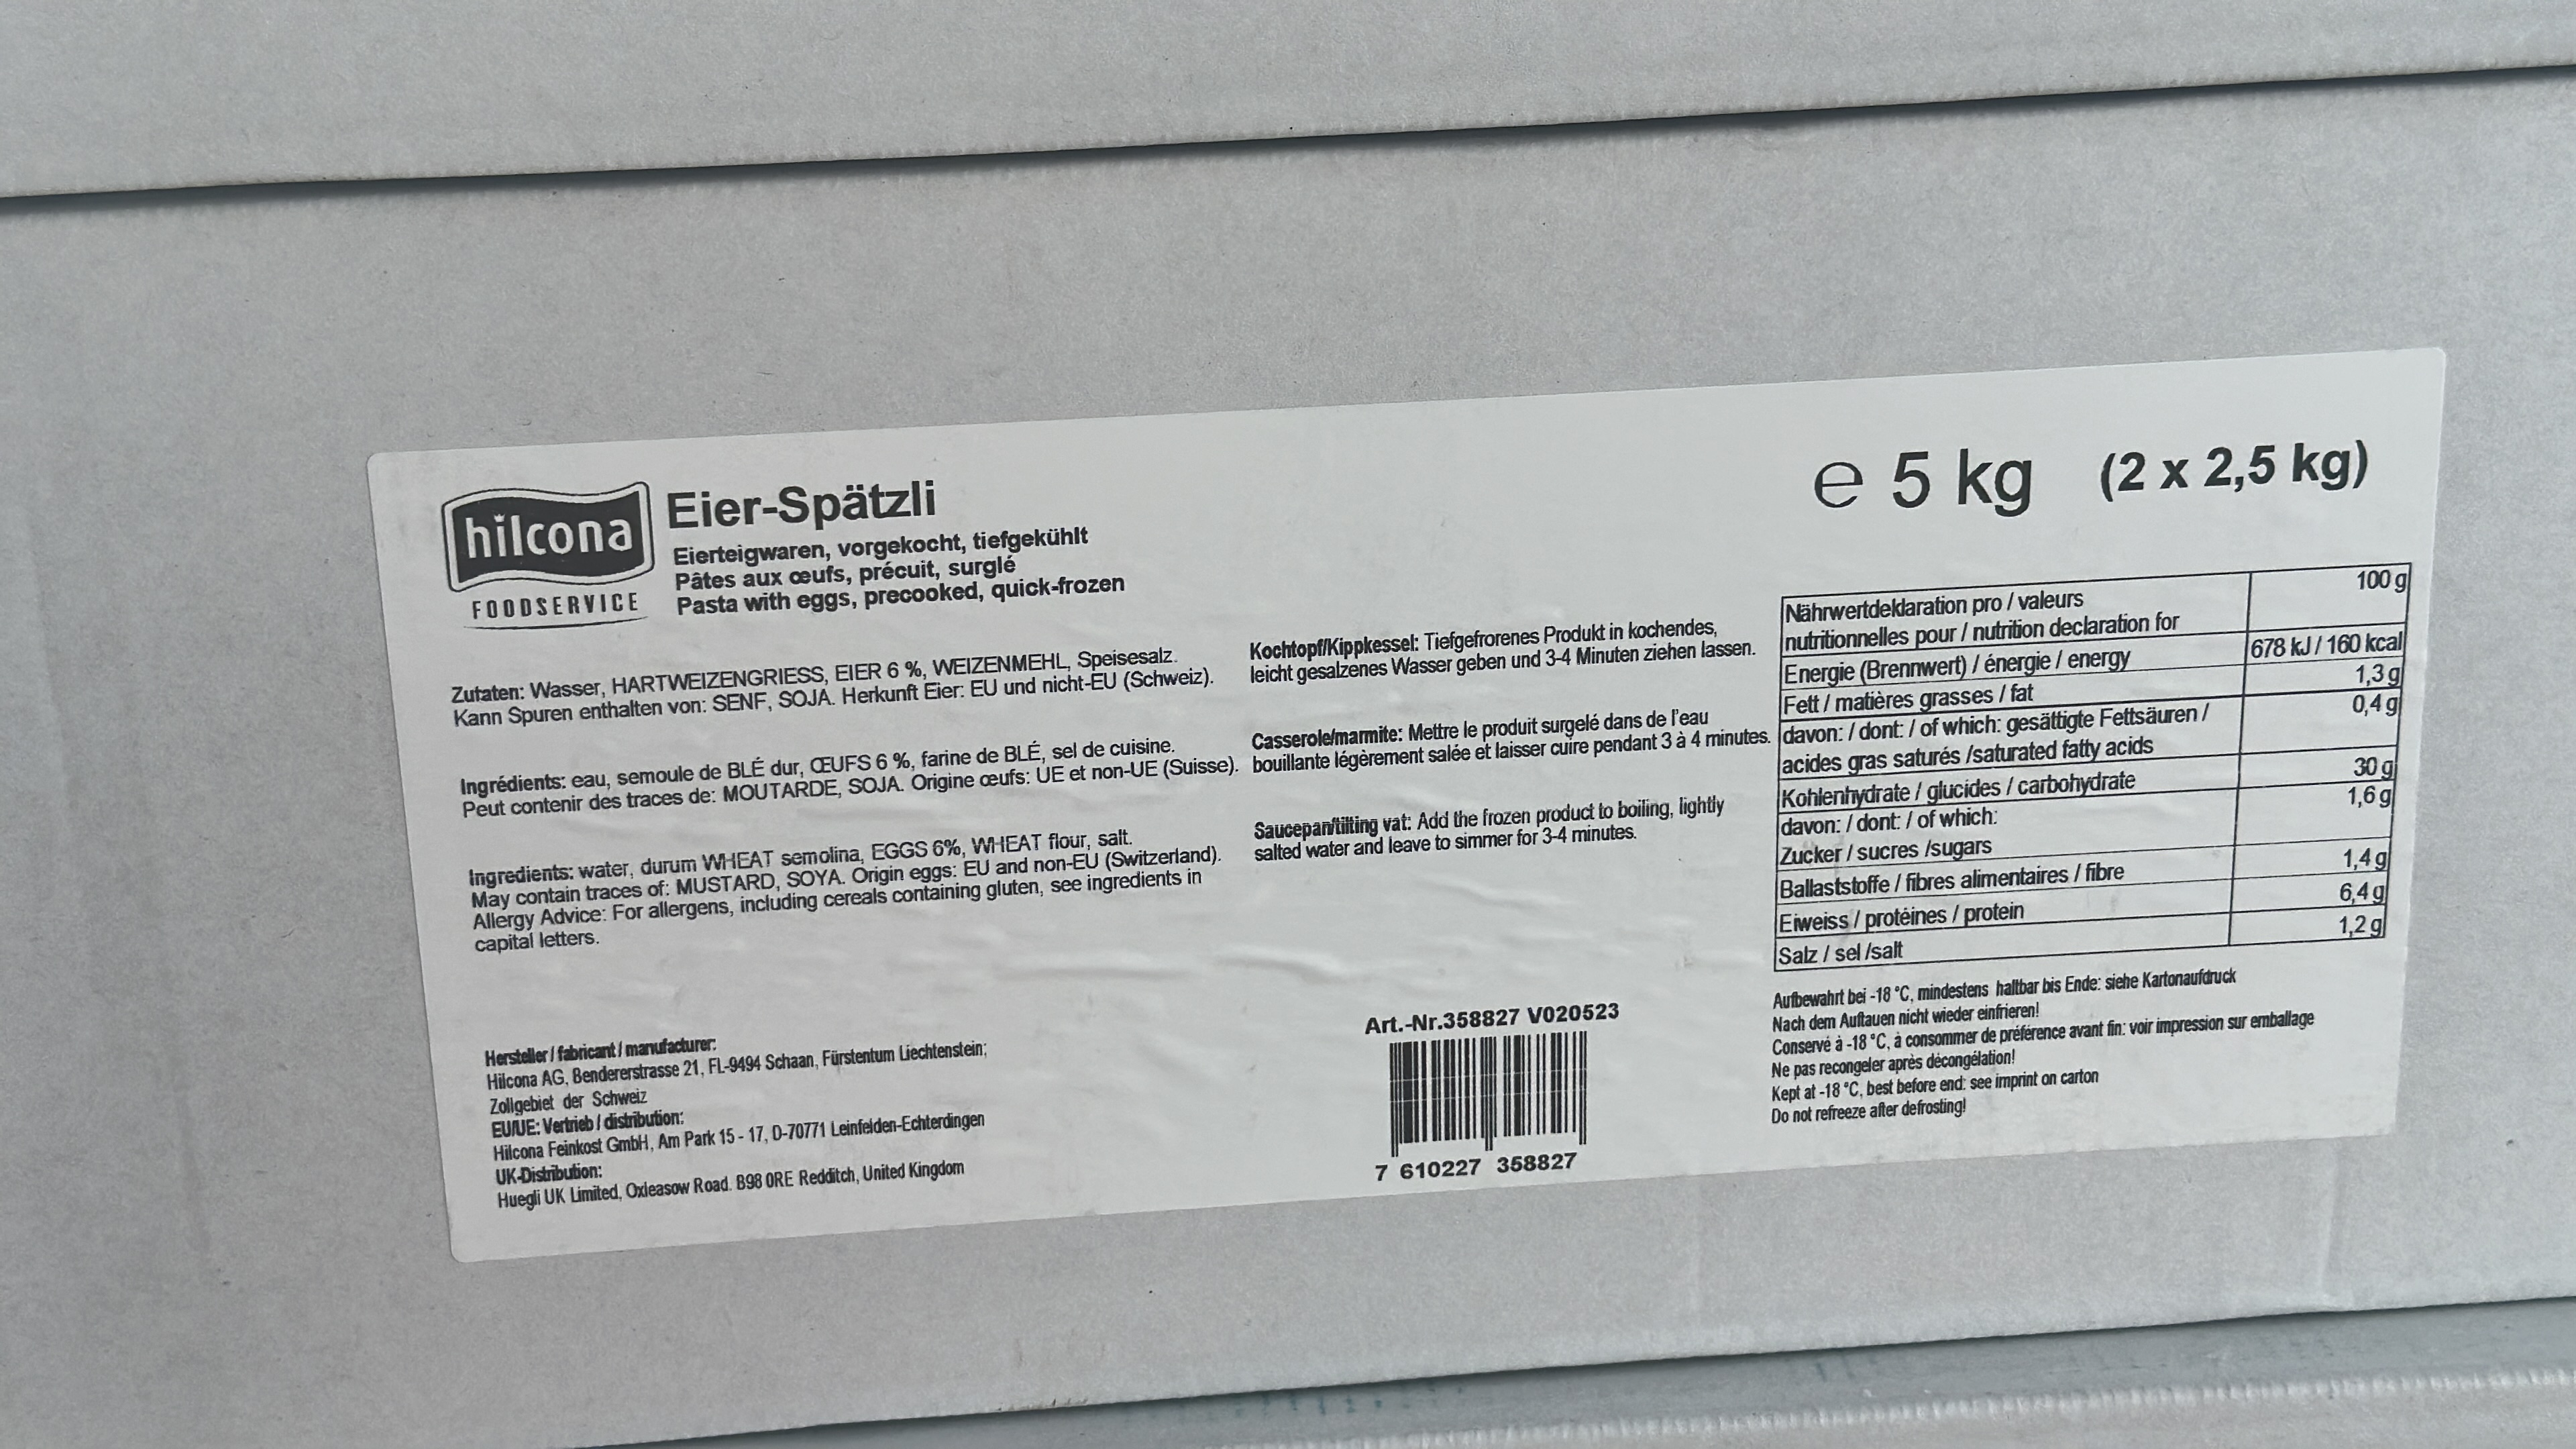 hilcona
FOODSERVICE
Eier-Spätzli
Eierteigwaren, vorgekocht, tiefgekühlt
Pâtes aux œufs, précuit, surglé
Pasta with eggs, precooked, quick-frozen
e 5 kg (2 x 2,5 kg)
Zutaten: Wasser, HARTWEIZENGRIESS, EIER 6 %, WEIZENMEHL, Speisesalz.
Kann Spuren enthalten von: SENF, SOJA. Herkunft Eier: EU und nicht-EU (Schweiz).
Ingrédients: eau, semoule de BLÉ dur, ŒUFS 6 %, farine de BLÉ, sel de cuisine.
Peut contenir des traces de: MOUTARDE, SOJA. Origine œufs: UE et non-UE (Suisse).
Ingredients: water, durum WHEAT semolina, EGGS 6%, WHEAT flour, salt.
May contain traces of: MUSTARD, SOYA. Origin eggs: EU and non-EU (Switzerland).
Allergy Advice: For allergens, including cereals containing gluten, see ingredients in
capital letters.
Kochtopf/Kippkessel: Tiefgefrorenes Produkt in kochendes,
leicht gesalzenes Wasser geben und 3-4 Minuten ziehen lassen.
Casserole/marmite: Mettre le produit surgelé dans de l'eau
bouillante légèrement salée et laisser cuire pendant 3 à 4 minutes.
Saucepan/tilting vat: Add the frozen product to boiling, lightly
salted water and leave to simmer for 3-4 minutes.
Nährwertdeklaration pro / valeurs 100 g
nutritionnelles pour / nutrition declaration for
Energie (Brennwert) / énergie / energy 678 kJ / 160 kcal
Fett / matières grasses / fat 1,3 g
davon: / dont: / of which: gesättigte Fettsäuren / 0,4 g
acides gras saturés /saturated fatty acids
Kohlenhydrate / glucides / carbohydrate 30 g
davon: / dont: / of which: 1,6 g
Zucker / sucres /sugars
Ballaststoffe / fibres alimentaires / fibre 1,4 g
Eiweiss / protéines / protein 6,4 g
Salz / sel /salt 1,2 g
Aufbewahrt bei -18 °C, mindestens haltbar bis Ende: siehe Kartonaufdruck
Nach dem Auftauen nicht wieder einfrieren!
Conservé à -18 °C, à consommer de préférence avant fin: voir impression sur emballage
Ne pas recongeler après décongélation!
Kept at -18 °C, best before end: see imprint on carton
Do not refreeze after defrosting!
Hersteller / fabricant / manufacturer:
Hilcona AG, Bendererstrasse 21, FL-9494 Schaan, Fürstentum Liechtenstein;
Zollgebiet der Schweiz
EU/UE: Vertrieb / distribution:
Hilcona Feinkost GmbH, Am Park 15 - 17, D-70771 Leinfelden-Echterdingen
UK-Distribution:
Huegli UK Limited, Oxleasow Road. B98 0RE Redditch, United Kingdom
Art.-Nr.358827 V020523
7 610227 358827